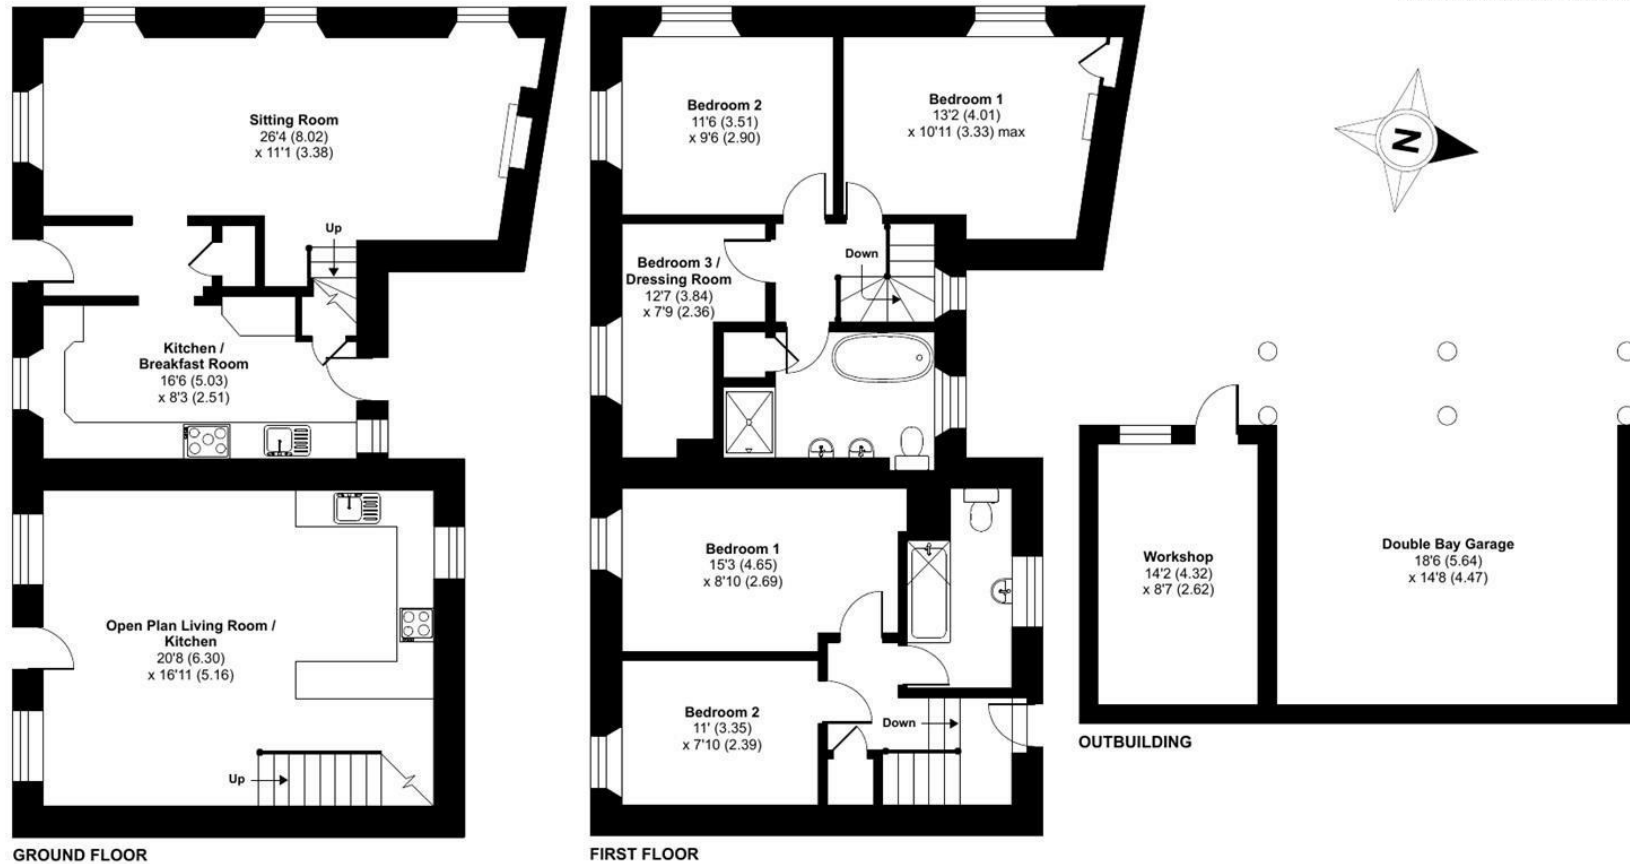 Sitting Room
26'4 (8.02)
x 11'1 (3.38)
Up
Kitchen /
Breakfast Room
16'6 (5.03)
x 8'3 (2.51)
Open Plan Living Room /
Kitchen
20'8 (6.30)
x 16'11 (5.16)
Up
GROUND FLOOR
Bedroom 2
11'6 (3.51)
x 9'6 (2.90)
Bedroom 1
13'2 (4.01)
x 10'11 (3.33) max
Bedroom 3 /
Dressing Room
12'7 (3.84)
x 7'9 (2.36)
Down
Bedroom 1
15'3 (4.65)
x 8'10 (2.69)
Bedroom 2
11' (3.35)
x 7'10 (2.39)
Down
FIRST FLOOR
N
Workshop
14'2 (4.32)
x 8'7 (2.62)
Double Bay Garage
18'6 (5.64)
x 14'8 (4.47)
OUTBUILDING